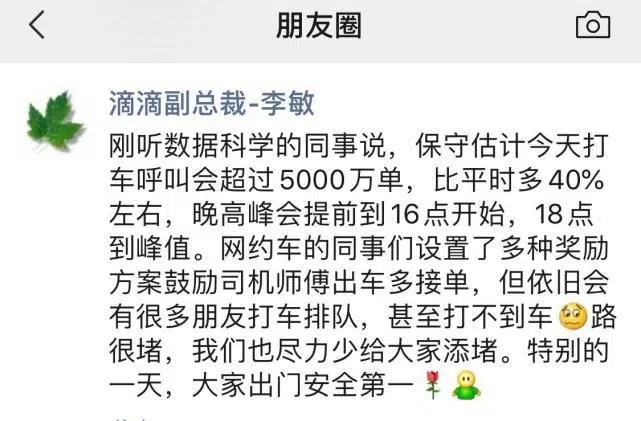 朋友圈
滴滴副总裁-李敏
刚听数据科学的同事说，保守估计今天打
车呼叫会超过5000万单，比平时多40%
左右，晚高峰会提前到16点开始，18点
到峰值。网约车的同事们设置了多种奖励
方案鼓励司机师傅出车多接单，但依旧会
有很多朋友打车排队，甚至打不到车🥴路
很堵，我们也尽力少给大家添堵。特别的
一天，大家出门安全第一🌹